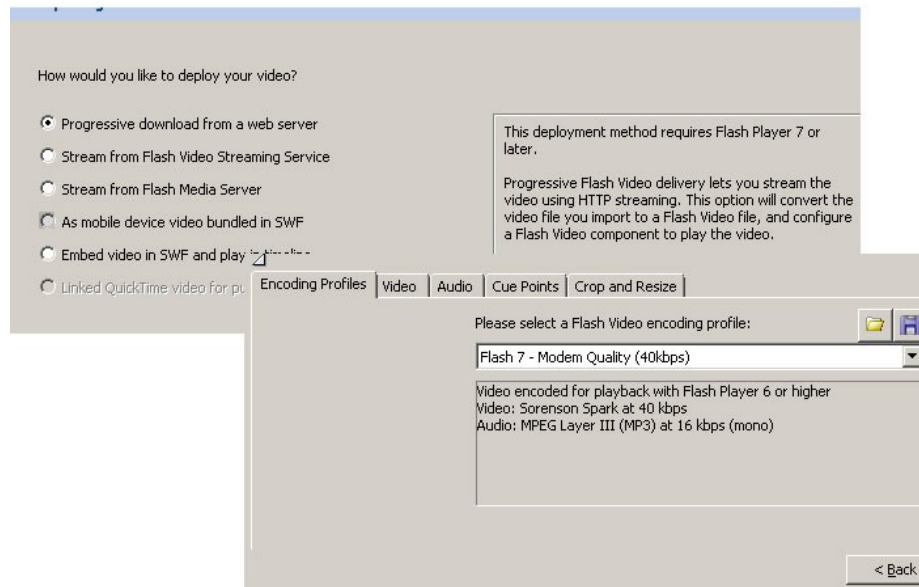 How would you like to deploy your video?
Progressive download from a web server
Stream from Flash Video Streaming Service
Stream from Flash Media Server
As mobile device video bundled in SWF
Embed video in SWF and play in timeline
Linked QuickTime video for pu
This deployment method requires Flash Player 7 or
later.
Progressive Flash Video delivery lets you stream the
video using HTTP streaming. This option will convert the
video file you import to a Flash Video file, and configure
a Flash Video component to play the video.
Encoding Profiles Video Audio Cue Points Crop and Resize
Please select a Flash Video encoding profile:
Flash 7 - Modem Quality (40kbps)
Video encoded for playback with Flash Player 6 or higher
Video: Sorenson Spark at 40 kbps
Audio: MPEG Layer III (MP3) at 16 kbps (mono)
< Back